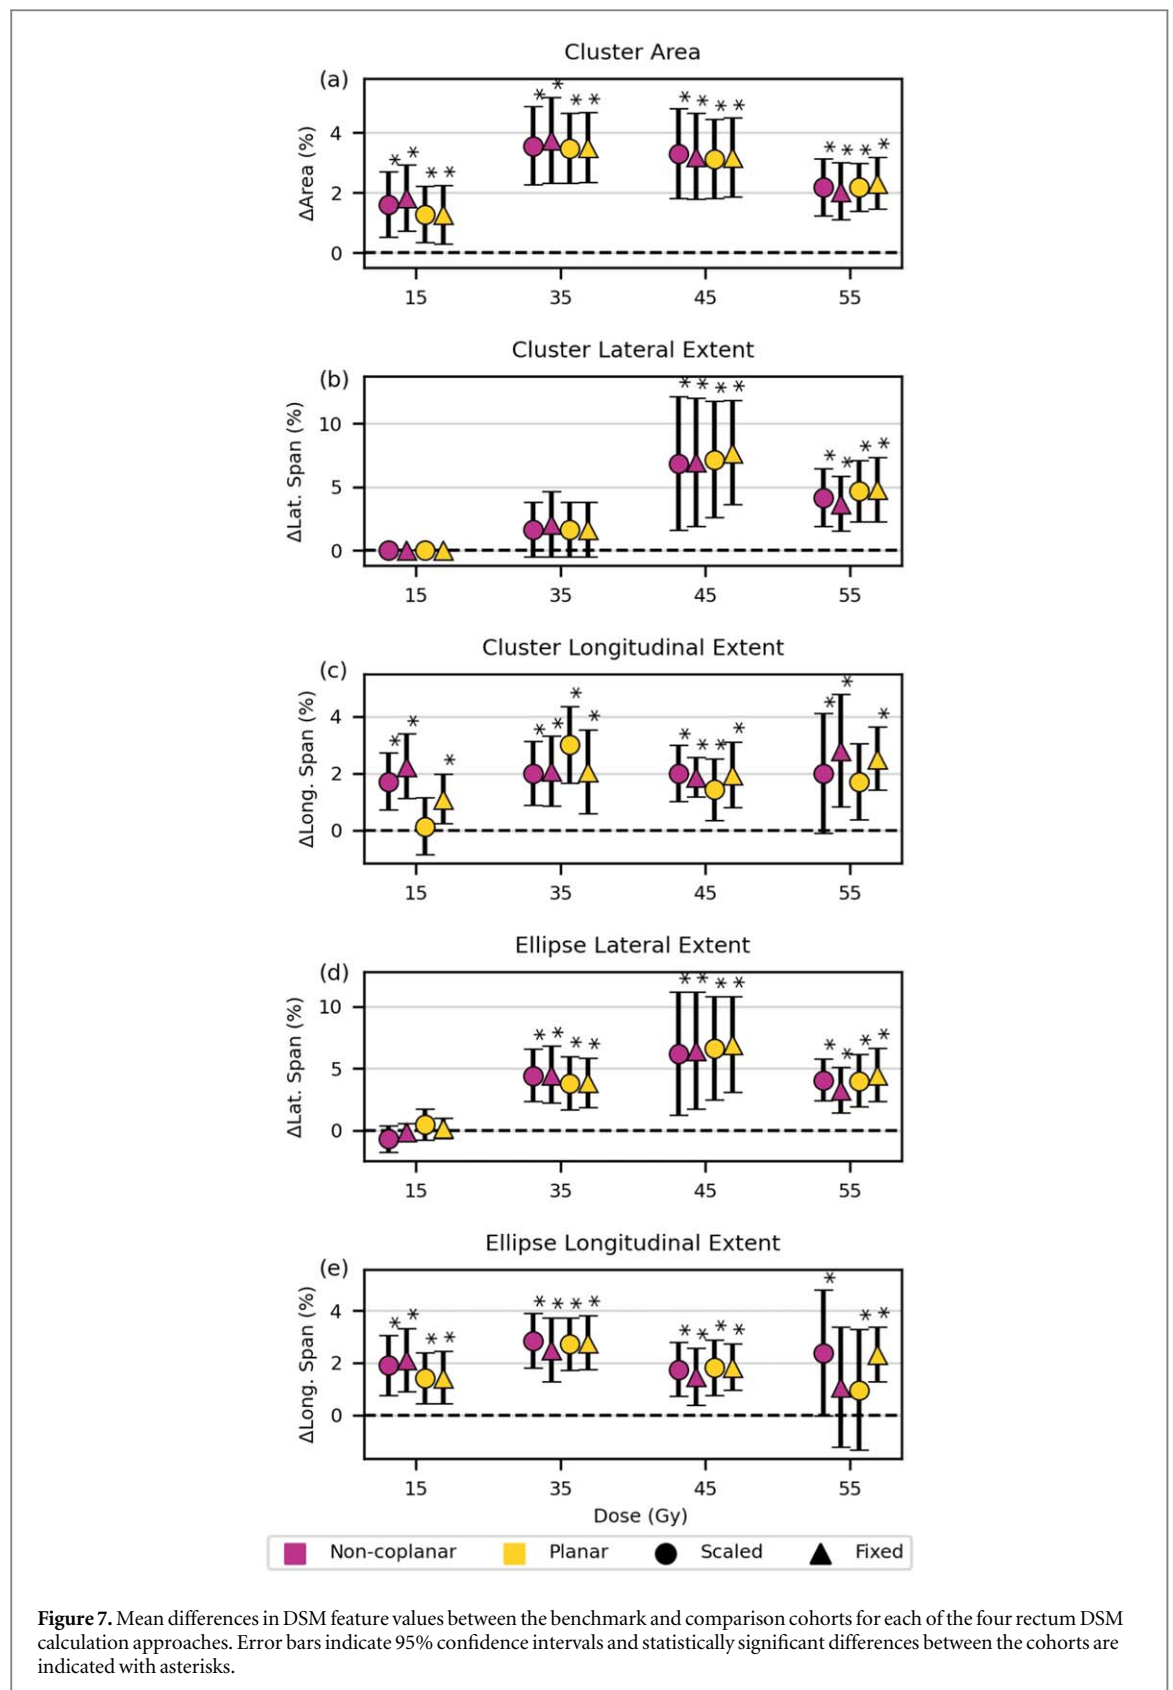 Cluster Area
(a)
* * * * * * * * * * * * * * * *
4
2
0
ΔArea (%)
15 35 45 55
Cluster Lateral Extent
(b)
* * * * * * * *
10
5
0
ΔLat. Span (%)
15 35 45 55
Cluster Longitudinal Extent
(c)
* * * * * * * * * * * * * *
4
2
0
ΔLong. Span (%)
15 35 45 55
Ellipse Lateral Extent
(d)
* * * * * * * * * * * *
10
5
0
ΔLat. Span (%)
15 35 45 55
Ellipse Longitudinal Extent
(e)
* * * * * * * * * * * * * * *
4
2
0
ΔLong. Span (%)
15 35 45 55
Dose (Gy)
Non-coplanar Planar Scaled Fixed
Figure 7. Mean differences in DSM feature values between the benchmark and comparison cohorts for each of the four rectum DSM
calculation approaches. Error bars indicate 95% confidence intervals and statistically significant differences between the cohorts are
indicated with asterisks.